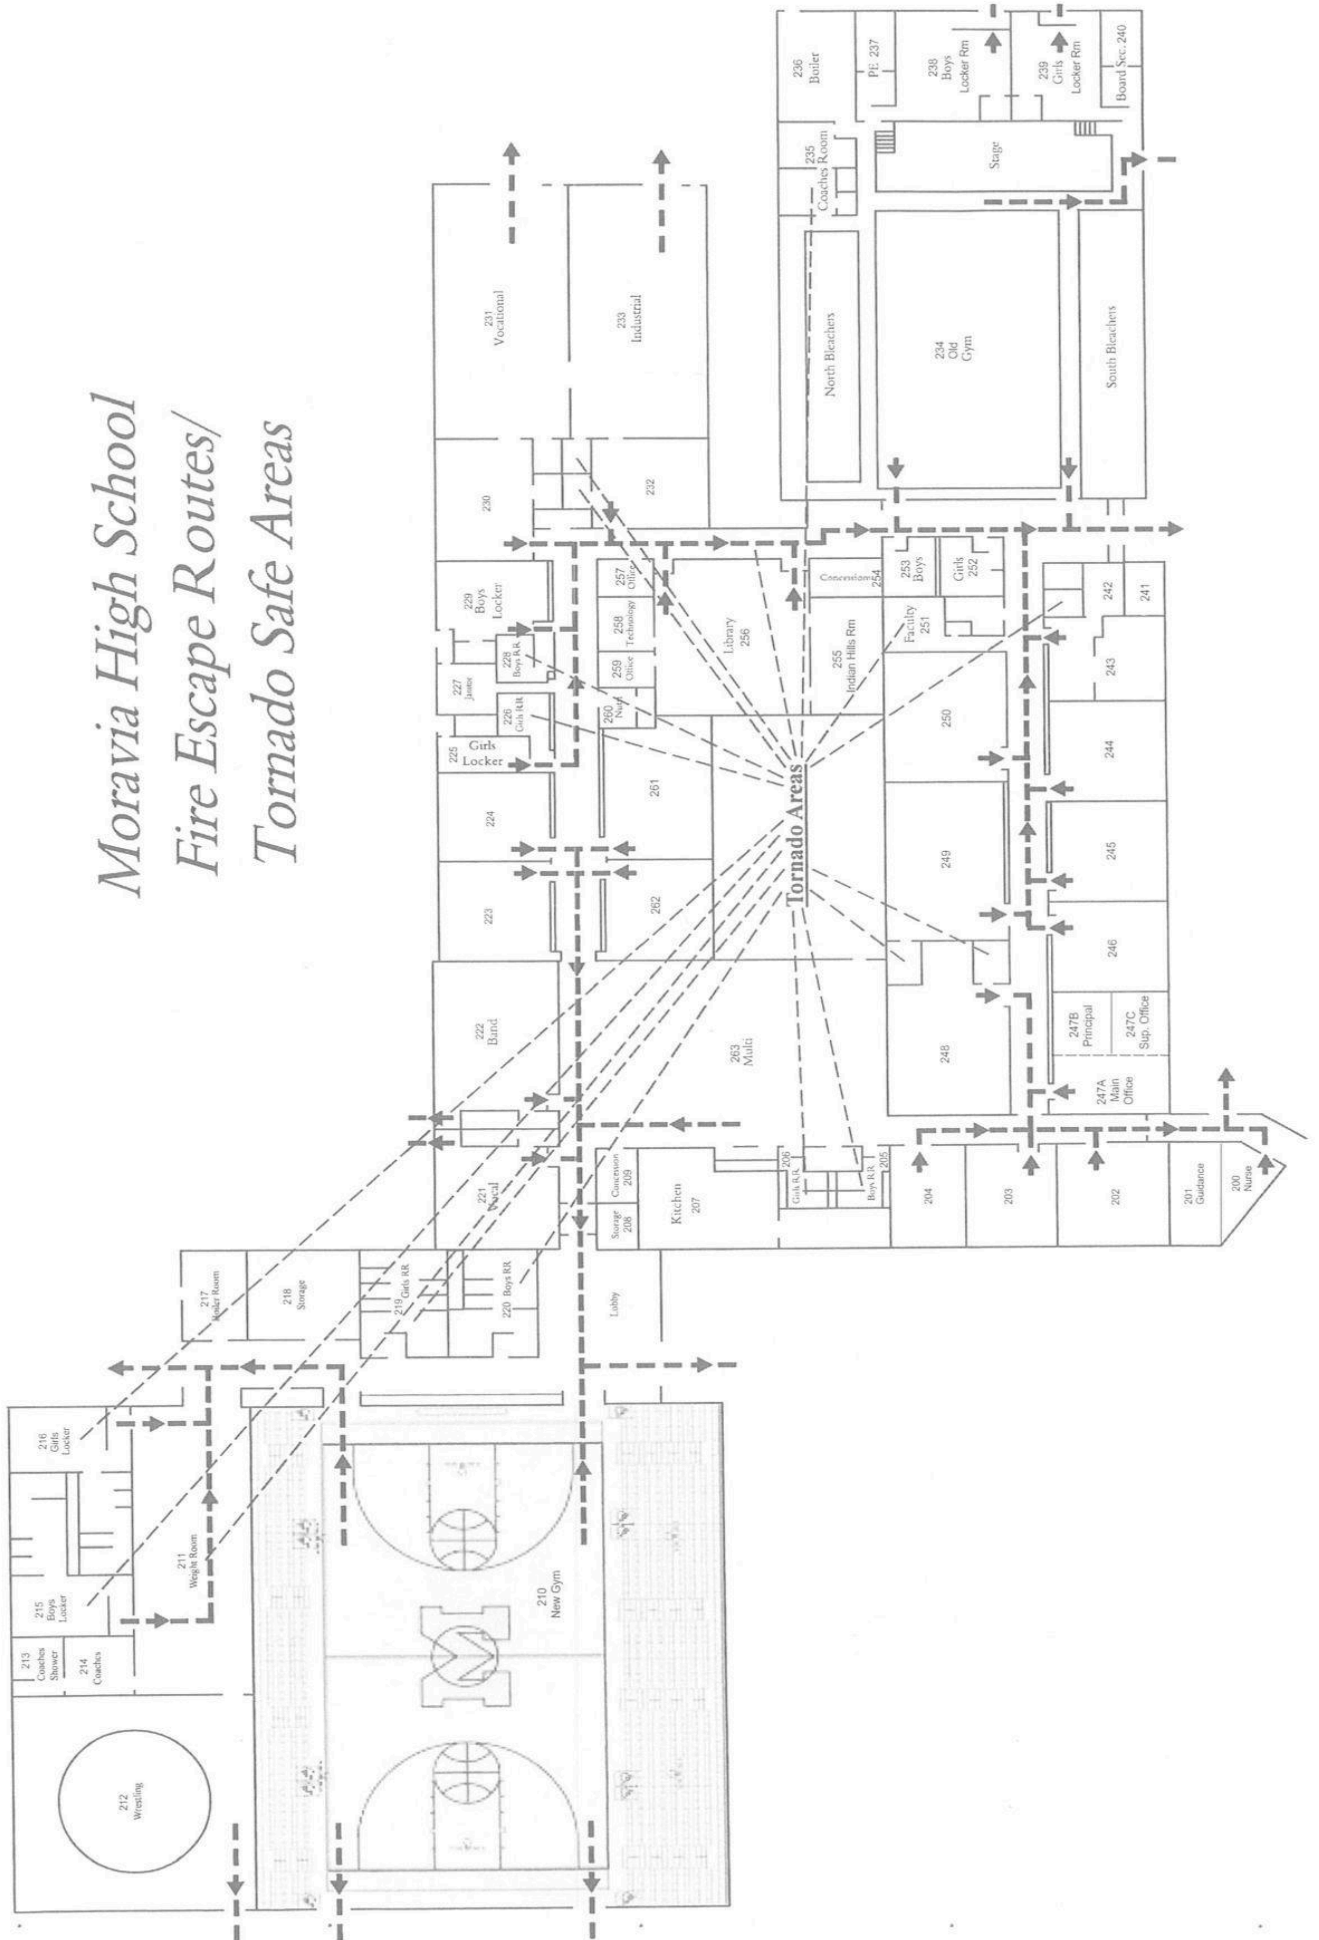 Moravia High School
Fire Escape Routes/
Tornado Safe Areas
213
Coaches
Shower
214
Coaches
215
Boys
Locker
216
Girls
Locker
212
Wrestling
211
Weight Room
217
Boiler Room
218
Storage
219
Girls RR
220
Boys RR
Lobby
210
New Gym
M
221
Vocal
222
Band
223
224
225
Girls
Locker
226
Girls RR
227
Janitor
228
Boys RR
229
Boys
Locker
230
231
Vocational
232
233
Industrial
Storage
208
Concession
209
Kitchen
207
Girls RR
206
Boys RR
205
263
Multi
262
261
260
259
Office
258
Technology
257
Office
Library
256
255
Indian Hills Rm
Concessions
254
253
Boys
Girls
252
Faculty
251
Tornado Areas
250
249
248
204
203
202
201
Guidance
200
Nurse
247A
Main
Office
247B
Principal
247C
Sup. Office
246
245
244
243
242
241
North Bleachers
234
Old
Gym
South Bleachers
235
Coaches Room
236
Boiler
PE 237
238
Boys
Locker Rm
239
Girls
Locker Rm
Board Sec. 240
Stage